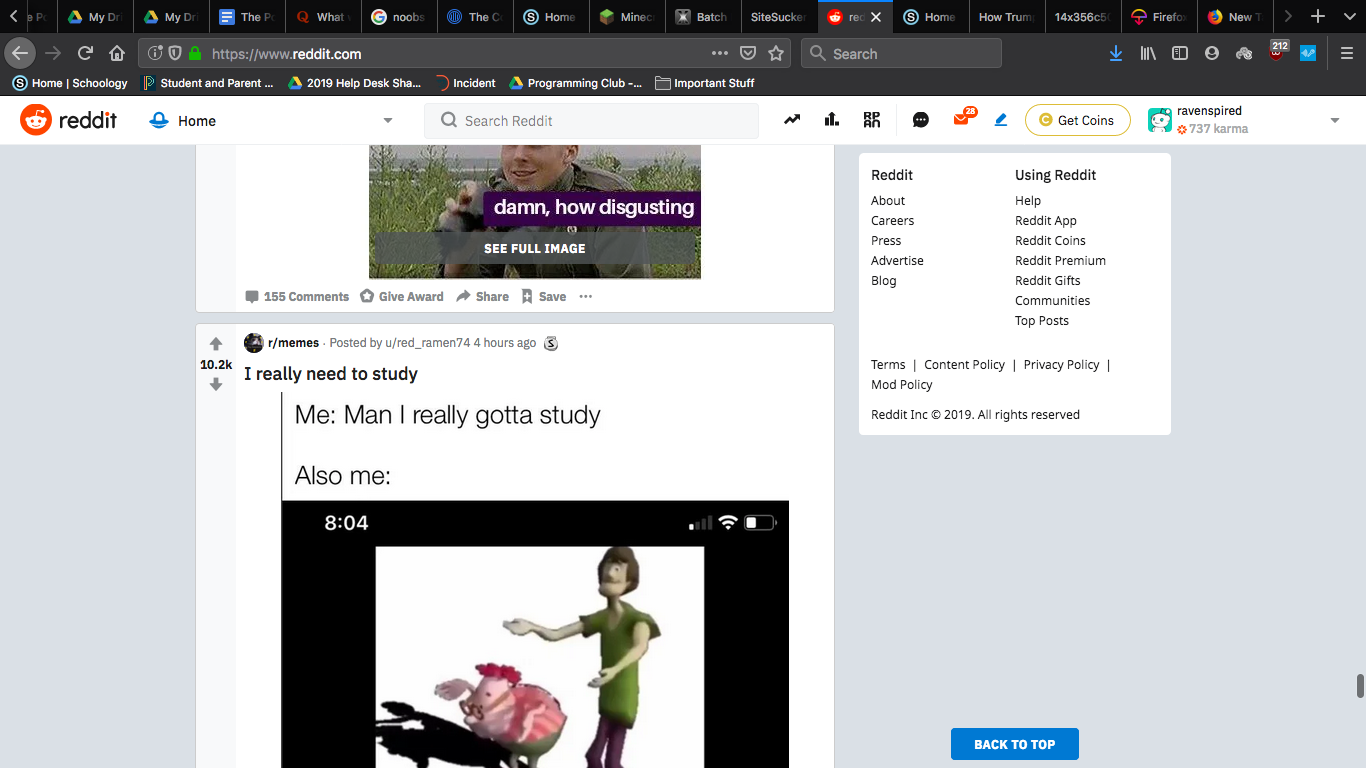 My Dri
My Dri
The Po
What
noobs
The Co
Home
Minec
Batch
SiteSucker
red
Home
How Trum
14x356c5
Firefo
New T
https://www.reddit.com
Search
212
Home | Schoology
Student and Parent ...
2019 Help Desk Sha...
Incident
Programming Club -...
Important Stuff
reddit
Home
Search Reddit
28
Get Coins
ravenspired
737 karma
damn, how disgusting
SEE FULL IMAGE
155 Comments
Give Award
Share
Save
r/memes · Posted by u/red_ramen74 4 hours ago
10.2k
I really need to study
Me: Man I really gotta study
Also me:
8:04
Reddit
About
Careers
Press
Advertise
Blog
Using Reddit
Help
Reddit App
Reddit Coins
Reddit Premium
Reddit Gifts
Communities
Top Posts
Terms | Content Policy | Privacy Policy |
Mod Policy
Reddit Inc © 2019. All rights reserved
BACK TO TOP